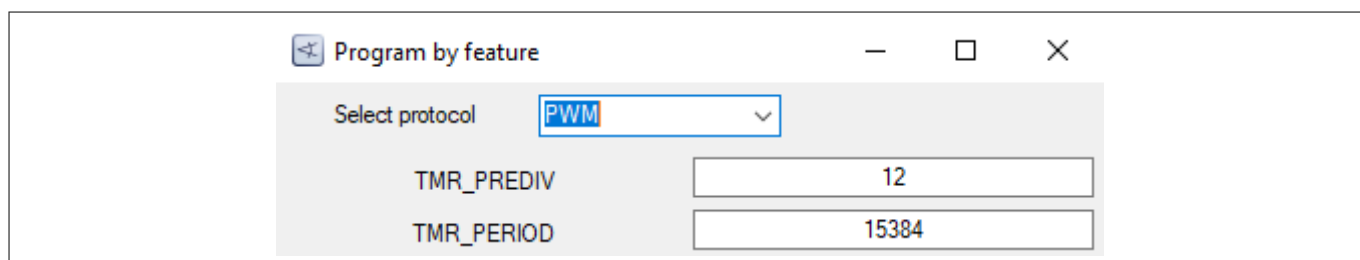 Program by feature
Select protocol PWM
TMR_PREDIV 12
TMR_PERIOD 15384